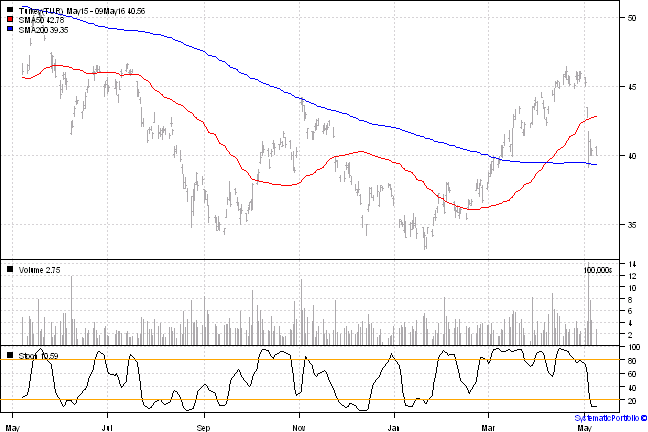 Turkey(TUR) May15 - 09May16 40.56
SMA50 42.78
SMA200 39.35
50
45
40
35
Volume 2.75
100,000s
14
12
10
8
6
4
2
Stoch 10.59
100
80
60
40
20
May
Jul
Sep
Nov
Jan
Mar
May
SystematicPortfolio ©